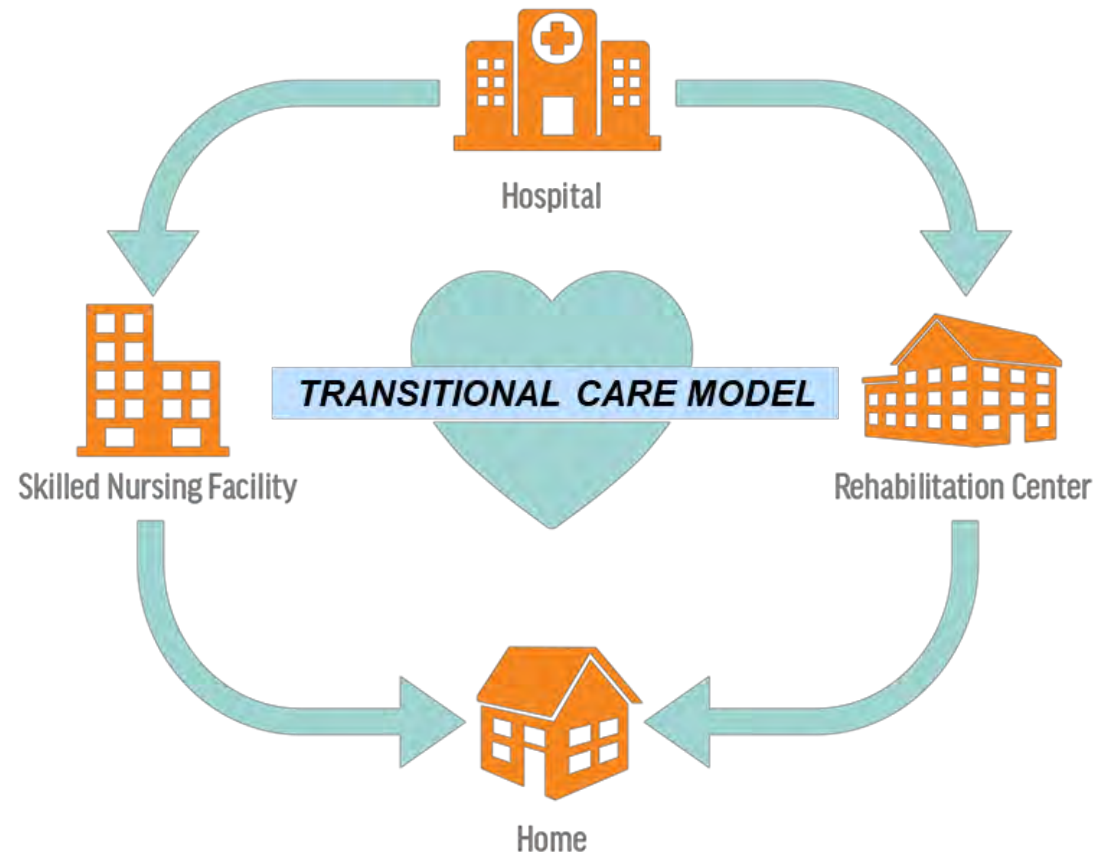 Hospital
TRANSITIONAL CARE MODEL
Skilled Nursing Facility
Rehabilitation Center
Home